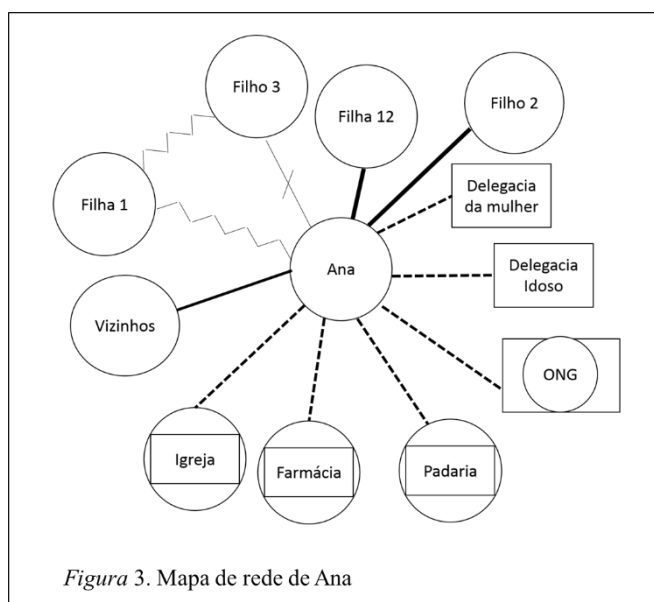 Filho 3
Filha 12
Filho 2
Filha 1
Delegacia
da mulher
Ana
Delegacia
Idoso
Vizinhos
ONG
Igreja
Farmácia
Padaria
Figura 3. Mapa de rede de Ana